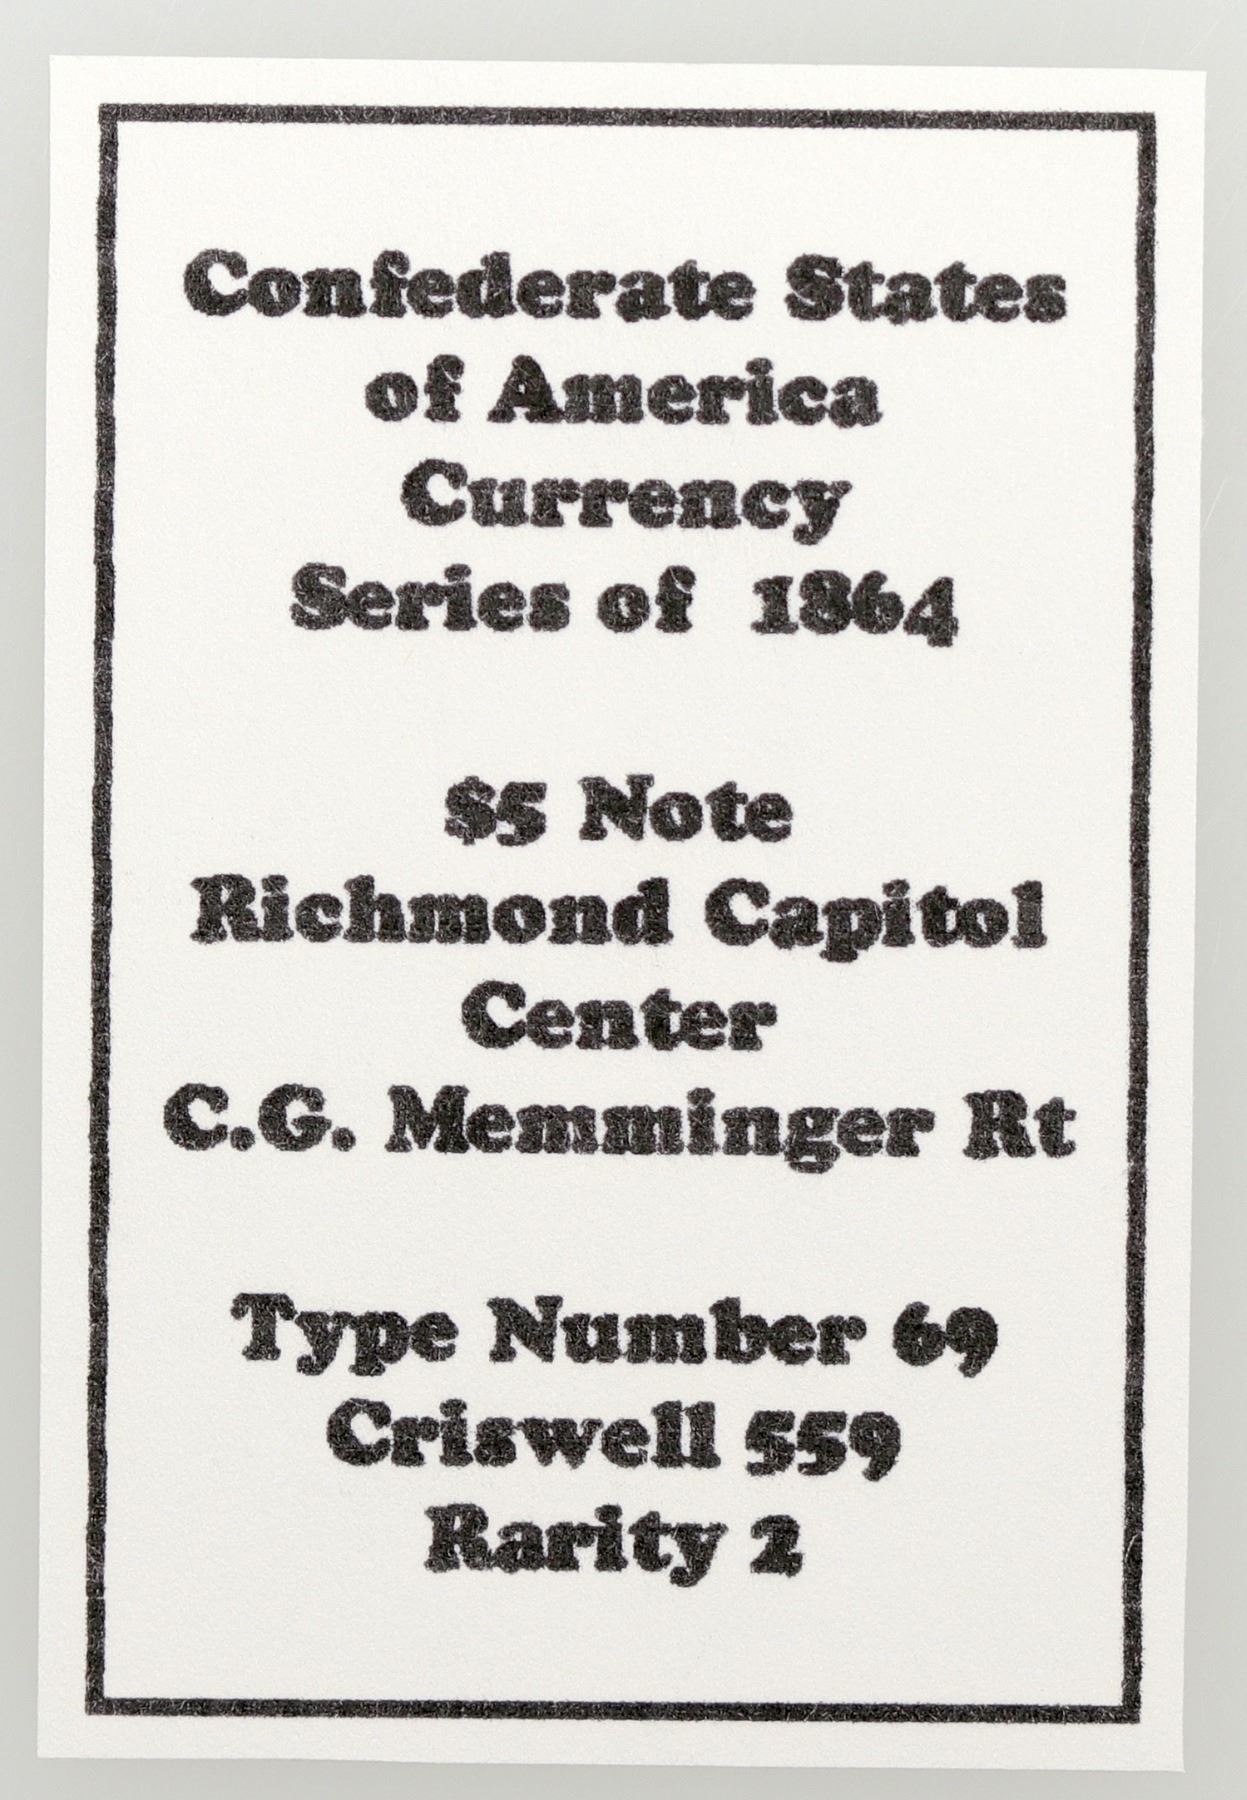 Confederate States
of America
Currency
Series of 1864
$5 Note
Richmond Capitol
Center
C.G. Memminger Rt
Type Number 69
Criswell 559
Rarity 2